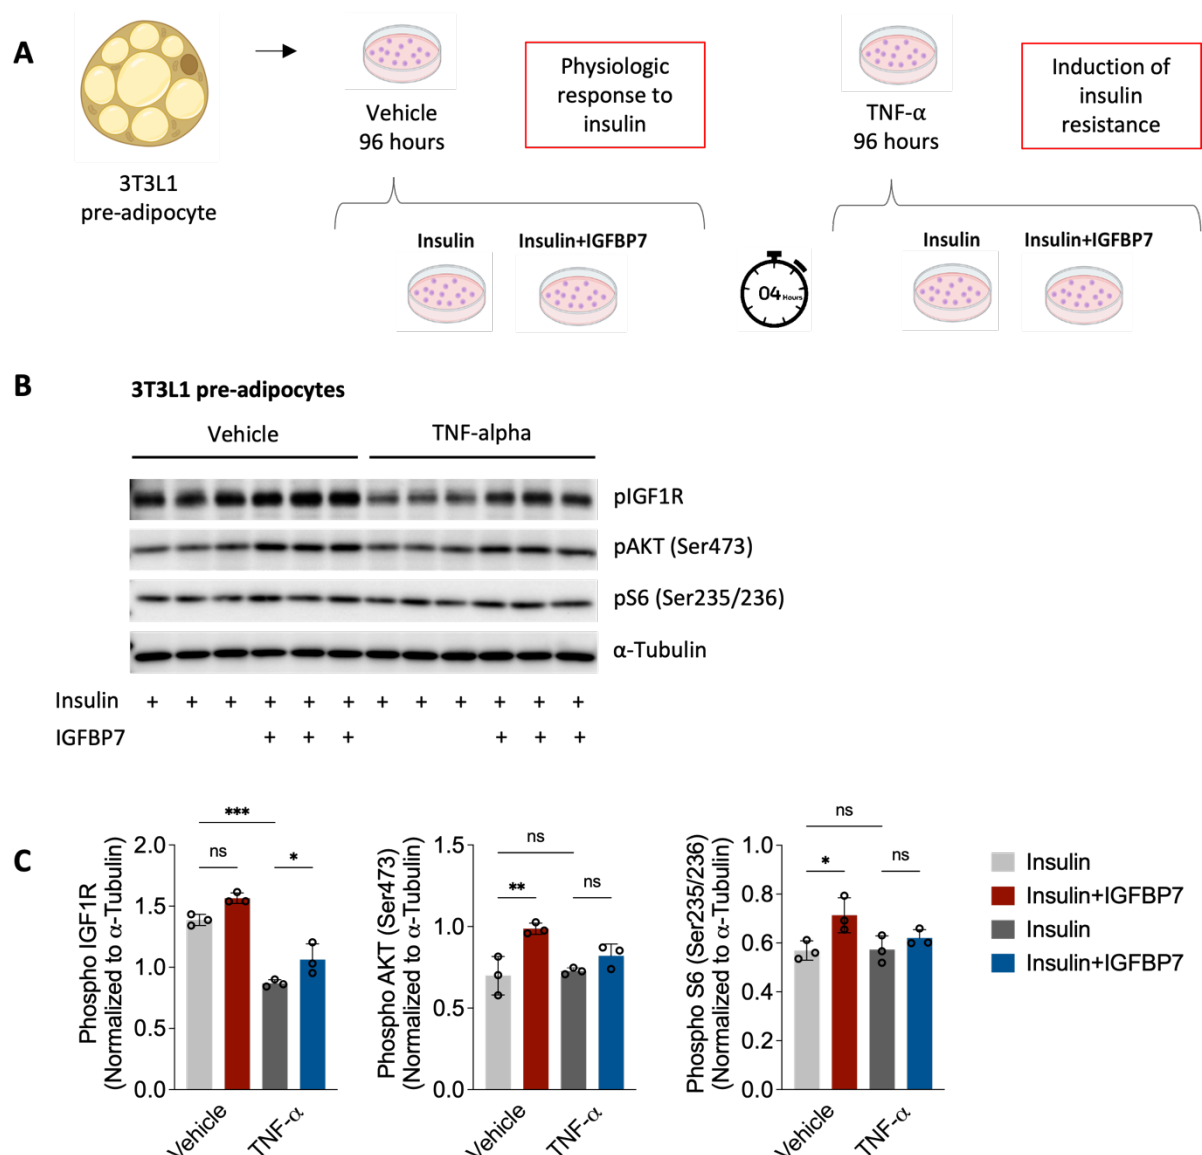 A
3T3L1
pre-adipocyte
Vehicle
96 hours
Physiologic
response to
insulin
TNF-α
96 hours
Induction of
insulin
resistance
Insulin
Insulin+IGFBP7
04 Hours
Insulin
Insulin+IGFBP7
B
3T3L1 pre-adipocytes
Vehicle
TNF-alpha
pIGF1R
pAKT (Ser473)
pS6 (Ser235/236)
α-Tubulin
Insulin + + + + + + + + + + + +
IGFBP7 + + + + + +
C
Phospho IGF1R
(Normalized to α-Tubulin)
2.0
1.5
1.0
0.5
0.0
***
ns
*
Vehicle
TNF-α
Phospho AKT (Ser473)
(Normalized to α-Tubulin)
1.5
1.0
0.5
0.0
ns
**
ns
Vehicle
TNF-α
Phospho S6 (Ser235/236)
(Normalized to α-Tubulin)
1.0
0.8
0.6
0.4
0.2
0.0
ns
*
ns
Vehicle
TNF-α
Insulin
Insulin+IGFBP7
Insulin
Insulin+IGFBP7